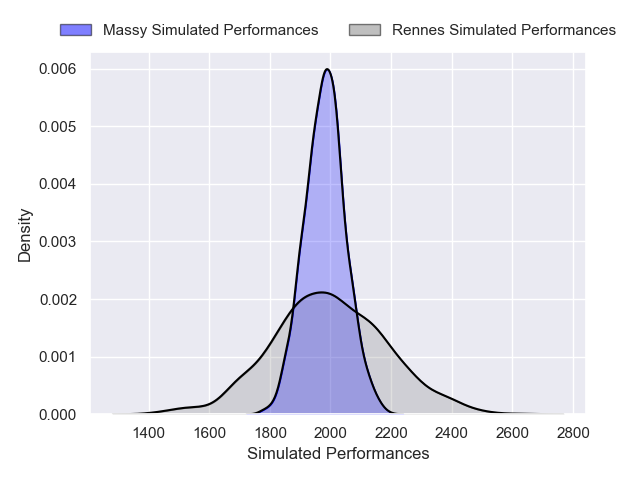 Massy Simulated Performances Rennes Simulated Performances
0.006
0.005
0.004
0.003
0.002
0.001
0.000
Density
1400 1600 1800 2000 2200 2400 2600 2800
Simulated Performances